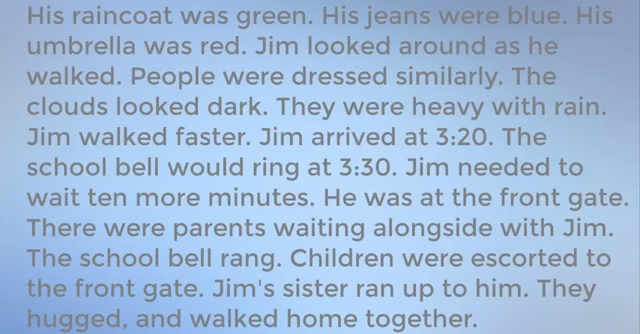 His raincoat was green. His jeans were blue. His
umbrella was red. Jim looked around as he
walked. People were dressed similarly. The
clouds looked dark. They were heavy with rain.
Jim walked faster. Jim arrived at 3:20. The
school bell would ring at 3:30. Jim needed to
wait ten more minutes. He was at the front gate.
There were parents waiting alongside with Jim.
The school bell rang. Children were escorted to
the front gate. Jim's sister ran up to him. They
hugged, and walked home together.